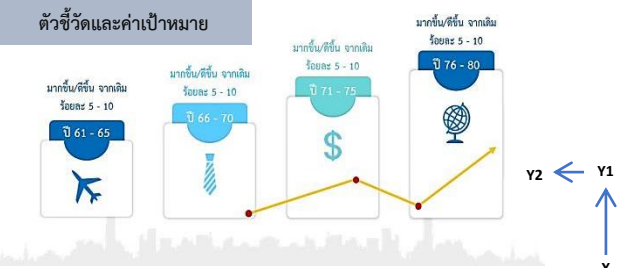 ตัวชี้วัดและค่าเป้าหมาย
มากขึ้น/ดีขึ้น จากเดิม
ร้อยละ 5 - 10
ปี 61 - 65
มากขึ้น/ดีขึ้น จากเดิม
ร้อยละ 5 - 10
ปี 66 - 70
มากขึ้น/ดีขึ้น จากเดิม
ร้อยละ 5 - 10
ปี 71 - 75
$
มากขึ้น/ดีขึ้น จากเดิม
ร้อยละ 5 - 10
ปี 76 - 80
Y2
Y1